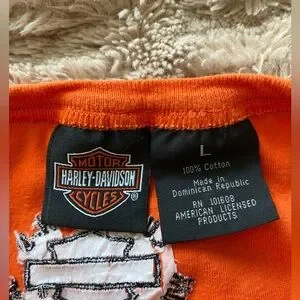 MOTOR
HARLEY-DAVIDSON
CYCLES
®
L
100% Cotton
Made in
Dominican Republic
RN 101608
AMERICAN LICENSED
PRODUCTS